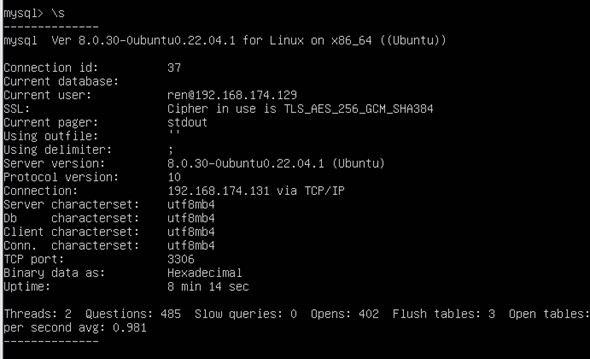 mysql> \s
--------------
mysql  Ver 8.0.30-0ubuntu0.22.04.1 for Linux on x86_64 ((Ubuntu))

Connection id:          37
Current database:
Current user:           ren@192.168.174.129
SSL:                    Cipher in use is TLS_AES_256_GCM_SHA384
Current pager:          stdout
Using outfile:          ''
Using delimiter:        ;
Server version:         8.0.30-0ubuntu0.22.04.1 (Ubuntu)
Protocol version:       10
Connection:             192.168.174.131 via TCP/IP
Server characterset:    utf8mb4
Db     characterset:    utf8mb4
Client characterset:    utf8mb4
Conn.  characterset:    utf8mb4
TCP port:               3306
Binary data as:         Hexadecimal
Uptime:                 8 min 14 sec

Threads: 2  Questions: 485  Slow queries: 0  Opens: 402  Flush tables: 3  Open tables:
per second avg: 0.981
--------------